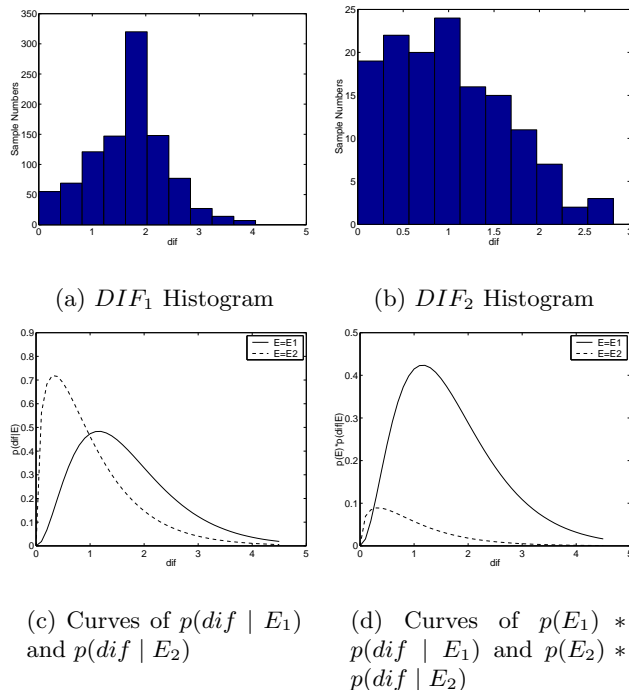 350
300
250
200
150
100
50
0
Sample Numbers
0 1 2 3 4 5
dif
25
20
15
10
5
0
Sample Numbers
0 0.5 1 1.5 2 2.5 3
dif
(a) DIF₁ Histogram
(b) DIF₂ Histogram
0.9
0.8
0.7
0.6
0.5
0.4
0.3
0.2
0.1
0
p(dif|E)
E=E1
E=E2
0 1 2 3 4 5
dif
0.5
0.4
0.3
0.2
0.1
0
p(E)*p(dif|E)
E=E1
E=E2
0 1 2 3 4 5
dif
(c) Curves of p(dif | E₁)
and p(dif | E₂)
(d) Curves of p(E₁) ∗
p(dif | E₁) and p(E₂) ∗
p(dif | E₂)